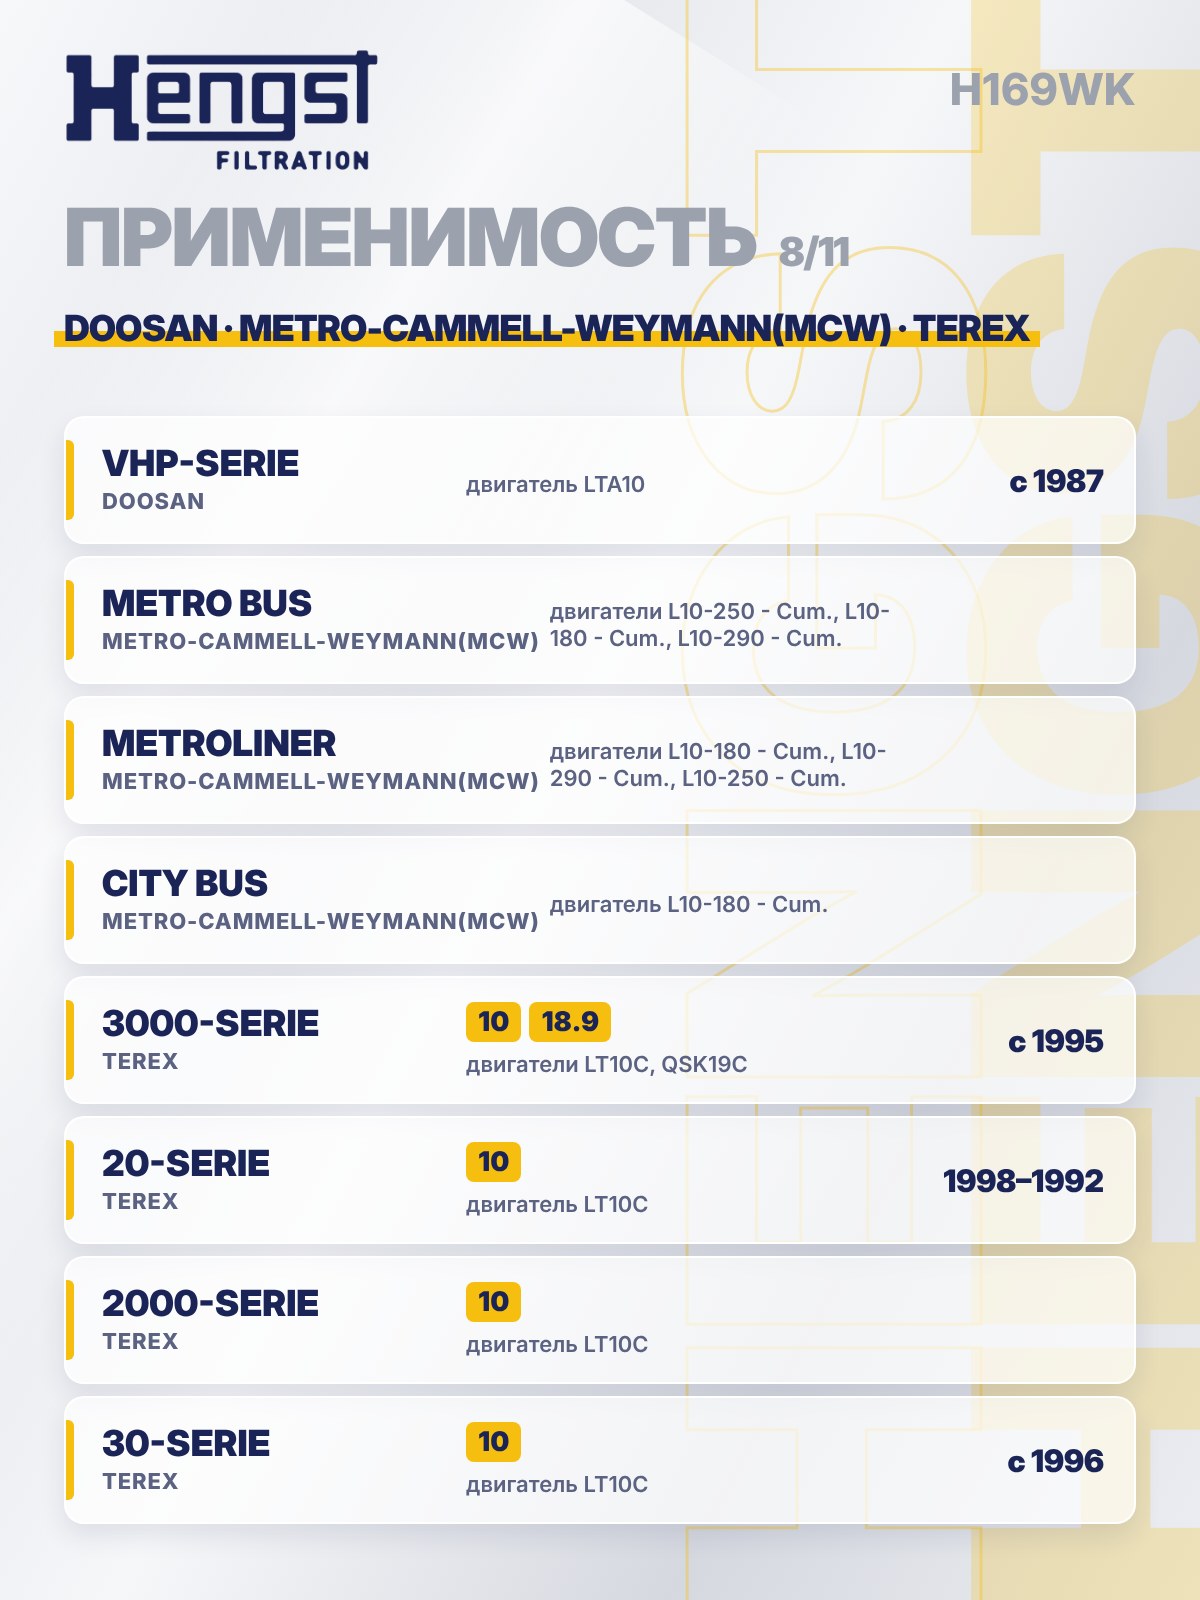 Hengst
FILTRATION
H169WK
ПРИМЕНИМОСТЬ 8/11
DOOSAN · METRO-CAMMELL-WEYMANN(MCW) · TEREX
VHP-SERIE
DOOSAN
двигатель LTA10
с 1987
METRO BUS
METRO-CAMMELL-WEYMANN(MCW)
двигатели L10-250 - Cum., L10-
180 - Cum., L10-290 - Cum.
METROLINER
METRO-CAMMELL-WEYMANN(MCW)
двигатели L10-180 - Cum., L10-
290 - Cum., L10-250 - Cum.
CITY BUS
METRO-CAMMELL-WEYMANN(MCW)
двигатель L10-180 - Cum.
3000-SERIE
TEREX
10 18.9
двигатели LT10C, QSK19C
с 1995
20-SERIE
TEREX
10
двигатель LT10C
1998–1992
2000-SERIE
TEREX
10
двигатель LT10C
30-SERIE
TEREX
10
двигатель LT10C
с 1996
HENGST